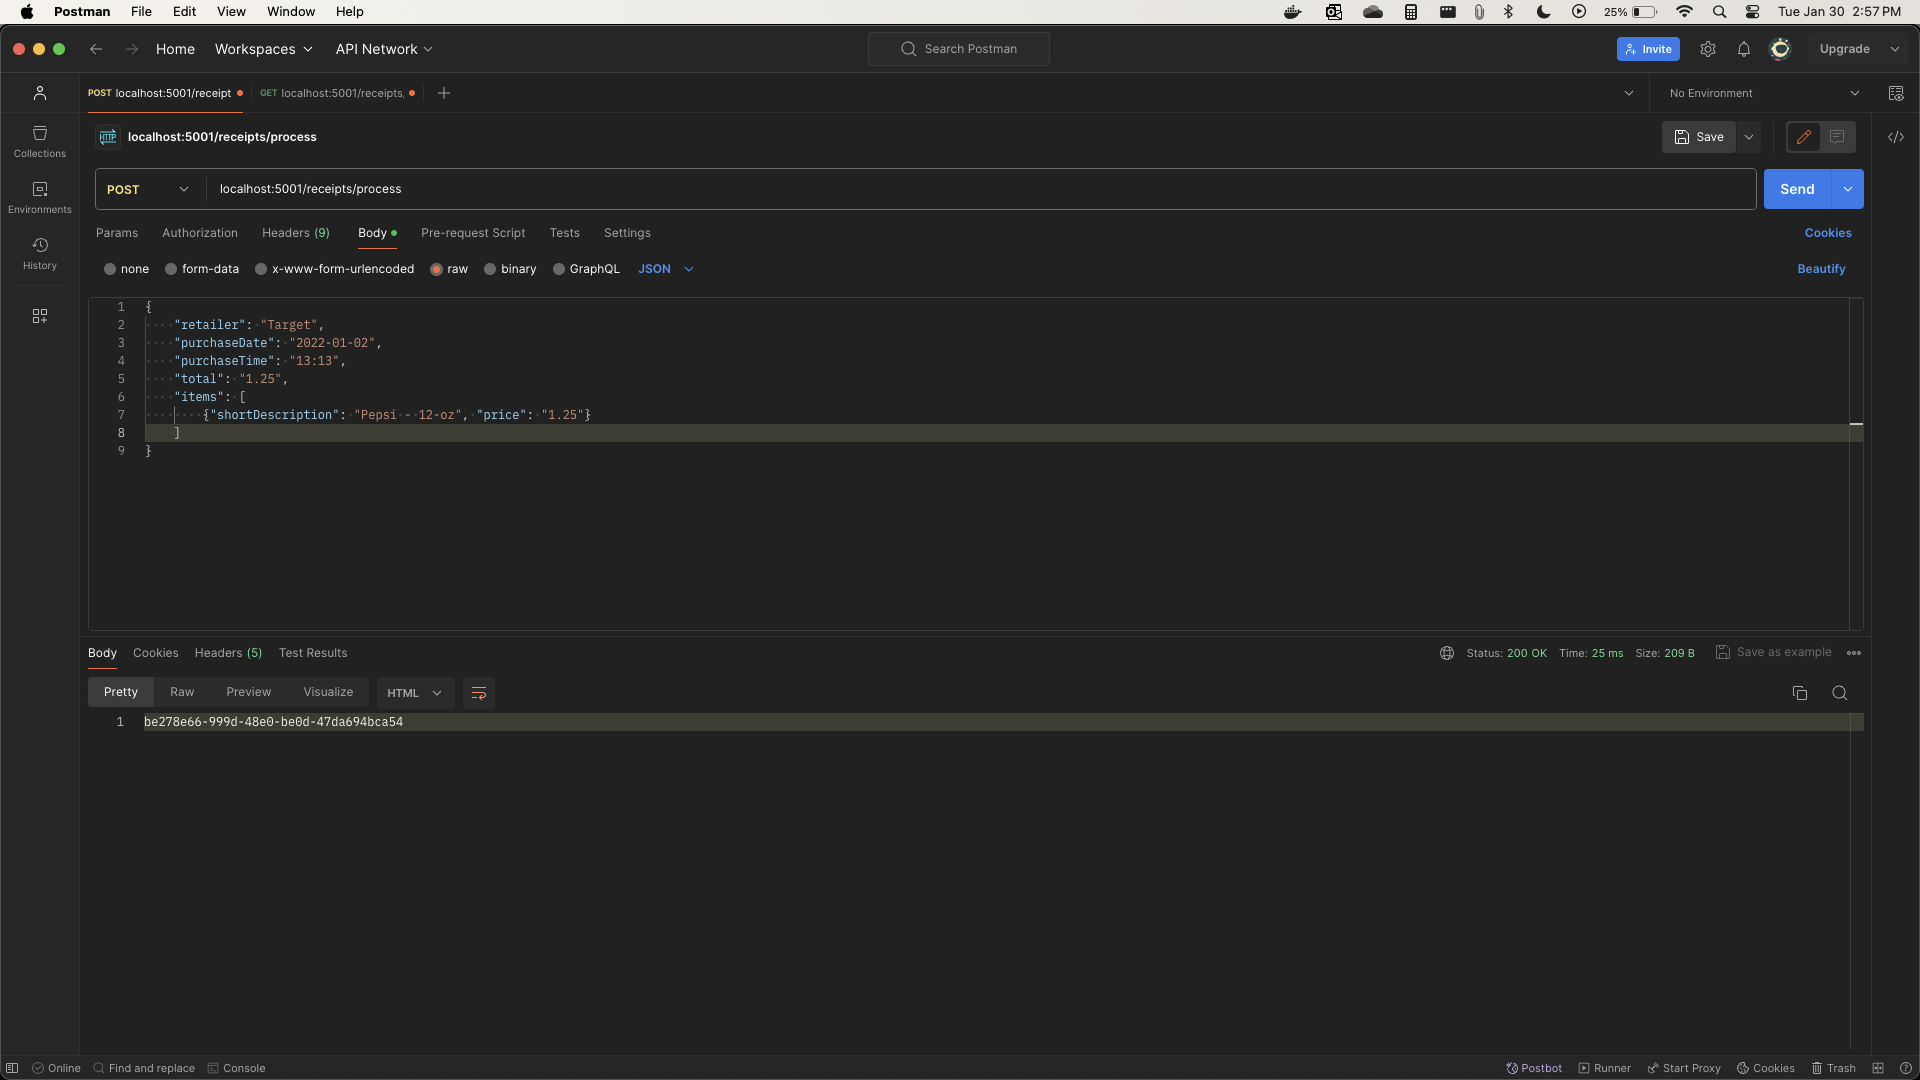 Postman File Edit View Window Help 25% Tue Jan 30 2:57 PM
Home Workspaces API Network Search Postman Invite Upgrade
POST localhost:5001/receipt GET localhost:5001/receipts, No Environment
HTTP localhost:5001/receipts/process Save
Collections
POST localhost:5001/receipts/process Send
Environments
Params Authorization Headers (9) Body Pre-request Script Tests Settings Cookies
History
none form-data x-www-form-urlencoded raw binary GraphQL JSON Beautify
1 {
2 "retailer": "Target",
3 "purchaseDate": "2022-01-02",
4 "purchaseTime": "13:13",
5 "total": "1.25",
6 "items": [
7 {"shortDescription": "Pepsi - 12-oz", "price": "1.25"}
8 ]
9 }
Body Cookies Headers (5) Test Results Status: 200 OK Time: 25 ms Size: 209 B Save as example
Pretty Raw Preview Visualize HTML
1 be278e66-999d-48e0-be0d-47da694bca54
Online Find and replace Console Postbot Runner Start Proxy Cookies Trash